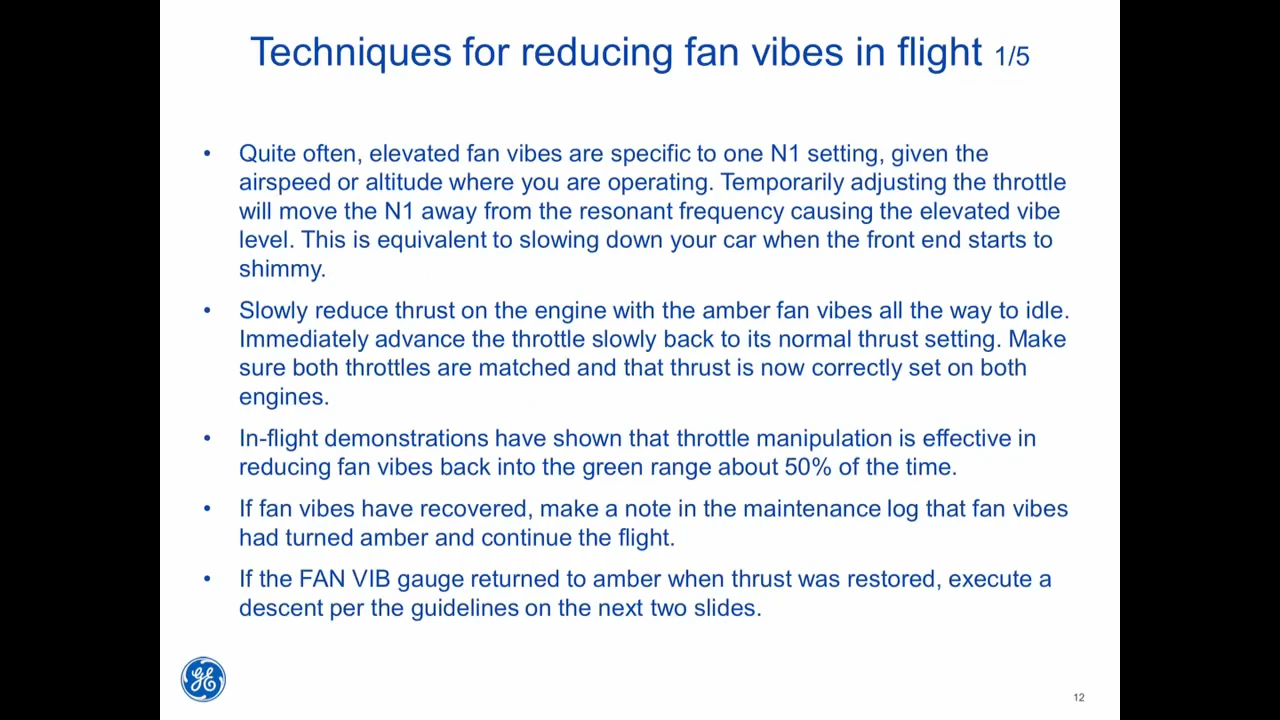 Techniques for reducing fan vibes in flight 1/5
• Quite often, elevated fan vibes are specific to one N1 setting, given the
airspeed or altitude where you are operating. Temporarily adjusting the throttle
will move the N1 away from the resonant frequency causing the elevated vibe
level. This is equivalent to slowing down your car when the front end starts to
shimmy.
• Slowly reduce thrust on the engine with the amber fan vibes all the way to idle.
Immediately advance the throttle slowly back to its normal thrust setting. Make
sure both throttles are matched and that thrust is now correctly set on both
engines.
• In-flight demonstrations have shown that throttle manipulation is effective in
reducing fan vibes back into the green range about 50% of the time.
• If fan vibes have recovered, make a note in the maintenance log that fan vibes
had turned amber and continue the flight.
• If the FAN VIB gauge returned to amber when thrust was restored, execute a
descent per the guidelines on the next two slides.
GE
12